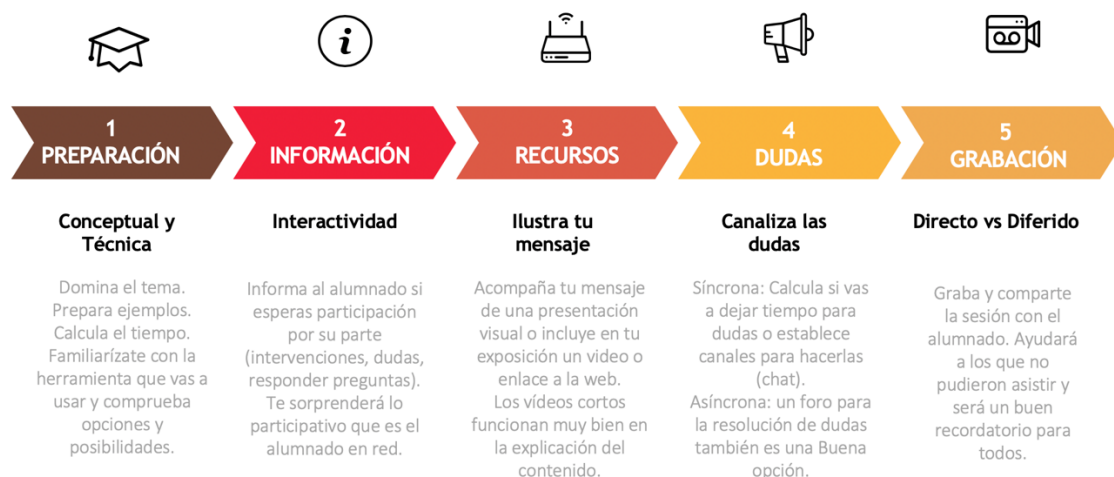 1
PREPARACIÓN
2
INFORMACIÓN
3
RECURSOS
4
DUDAS
5
GRABACIÓN
Conceptual y
Técnica
Domina el tema.
Prepara ejemplos.
Calcula el tiempo.
Familiarízate con la
herramienta que vas a
usar y comprueba
opciones y
posibilidades.
Interactividad
Informa al alumnado si
esperas participación
por su parte
(intervenciones, dudas,
responder preguntas).
Te sorprenderá lo
participativo que es el
alumnado en red.
Ilustra tu
mensaje
Acompaña tu mensaje
de una presentación
visual o incluye en tu
exposición un video o
enlace a la web.
Los vídeos cortos
funcionan muy bien en
la explicación del
contenido.
Canaliza las
dudas
Síncrona: Calcula si vas
a dejar tiempo para
dudas o establece
canales para hacerlas
(chat).
Asíncrona: un foro para
la resolución de dudas
también es una Buena
opción.
Directo vs Diferido
Graba y comparte
la sesión con el
alumnado. Ayudará
a los que no
pudieron asistir y
será un buen
recordatorio para
todos.